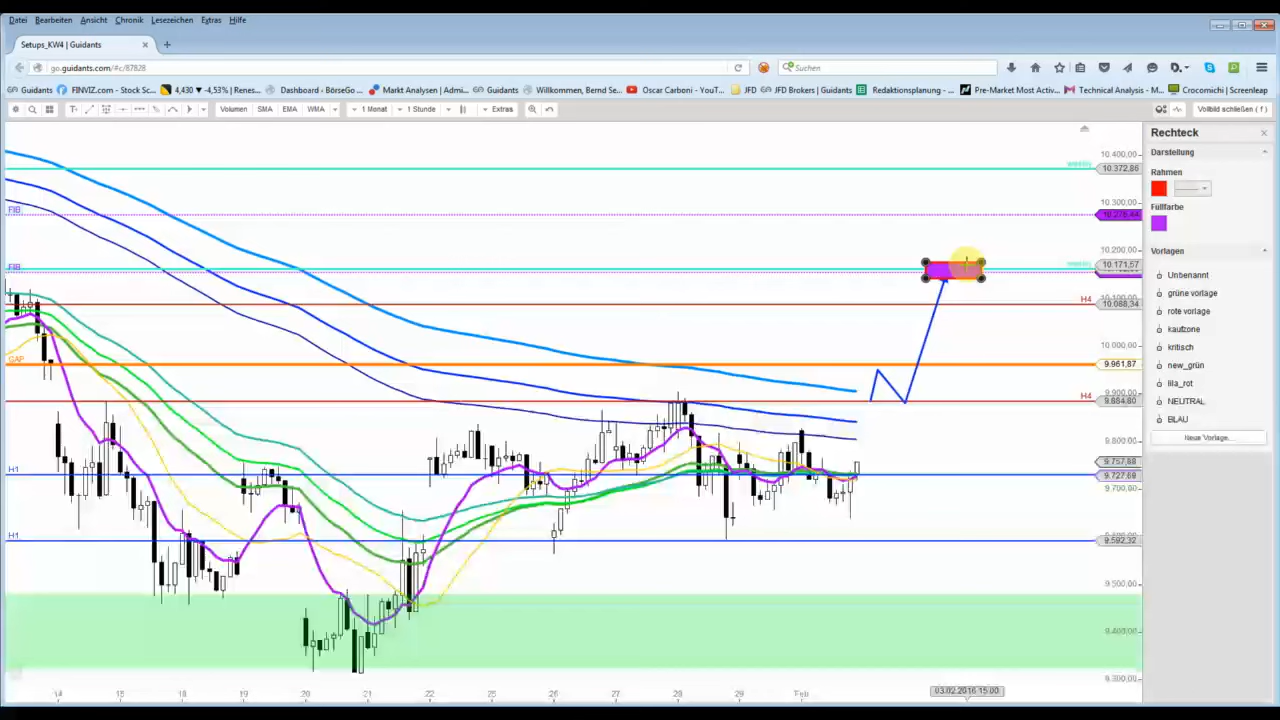 Datei Bearbeiten Ansicht Chronik Lesezeichen Extras Hilfe
Setups_KW4 | Guidants
go.guidants.com/#c/87828
Suchen
Guidants FINVIZ.com - Stock Sc... 4,430 ▼ -4,53% | Renes... Dashboard - BörseGo ... Markt Analysen | Admi... Guidants Willkommen, Bernd Se... Oscar Carboni - YouT... JFD JFD Brokers | Guidants Redaktionsplanung - ... Pre-Market Most Activ... Technical Analysis - M... Crocomichi | Screenleap
Volumen SMA EMA WMA 1 Monat 1 Stunde Extras Vollbild schließen ( f )
Rechteck
Darstellung
Rahmen
Füllfarbe
Vorlagen
Unbenannt
grüne vorlage
rote vorlage
kaufzone
kritisch
new_grün
lila_rot
NEUTRAL
BLAU
Neue Vorlage...
10.400,00
10.372,86
10.300,00
FIB
10.276,44
10.200,00
FIB
10.171,57
H4
10.088,34
10.000,00
GAP
9.961,87
9.900,00
H4
9.884,80
9.800,00
9.757,88
H1
9.727,68
9.700,00
H1
9.592,32
9.500,00
9.400,00
9.300,00
14 15 18 19 20 21 22 25 26 27 28 29 Feb
03.02.2016 15:00